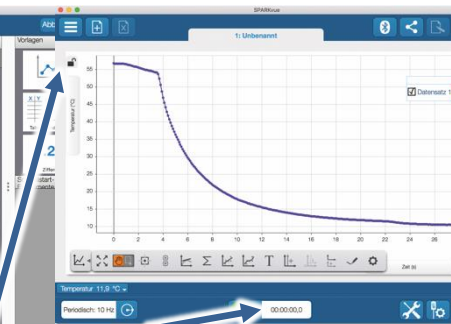 SPARKvue
Abb
1: Unbenannt
Vorlagen
Datensatz 1
Temperatur (°C)
55
50
45
40
35
30
25
20
15
10
0 2 4 6 8 10 12 14 16 18 20 22 24 26
Zeit (s)
X Y
.2
Ziffer
Temperatur 11,9 °C
Periodisch: 10 Hz
00:00:00,0